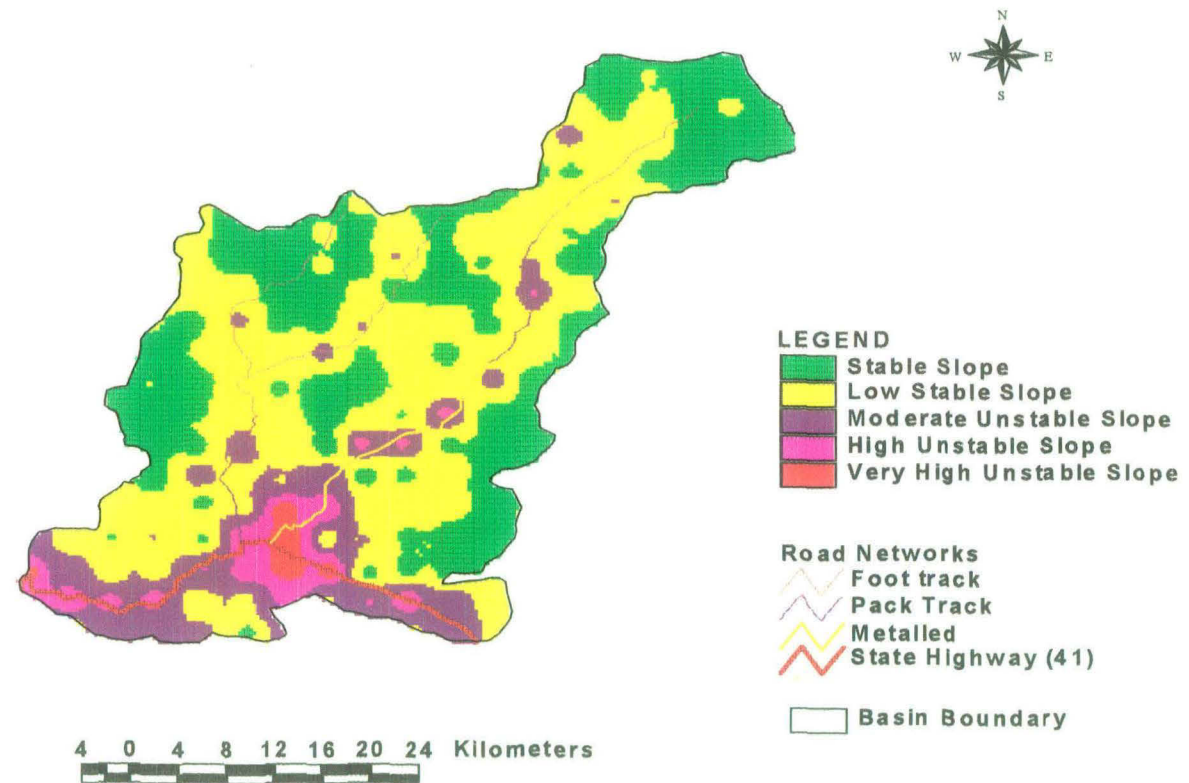 N
W E
S
LEGEND
Stable Slope
Low Stable Slope
Moderate Unstable Slope
High Unstable Slope
Very High Unstable Slope
Road Networks
Foot track
Pack Track
Metalled
State Highway (41)
Basin Boundary
4 0 4 8 12 16 20 24 Kilometers